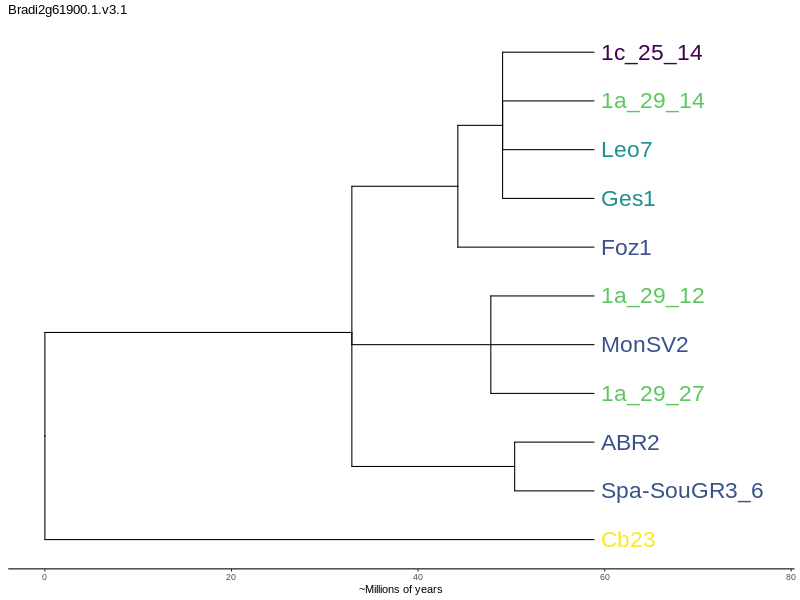 Bradi2g61900.1.v3.1
1c_25_14
1a_29_14
Leo7
Ges1
Foz1
1a_29_12
MonSV2
1a_29_27
ABR2
Spa-SouGR3_6
Cb23
0 20 40 60 80
~Millions of years